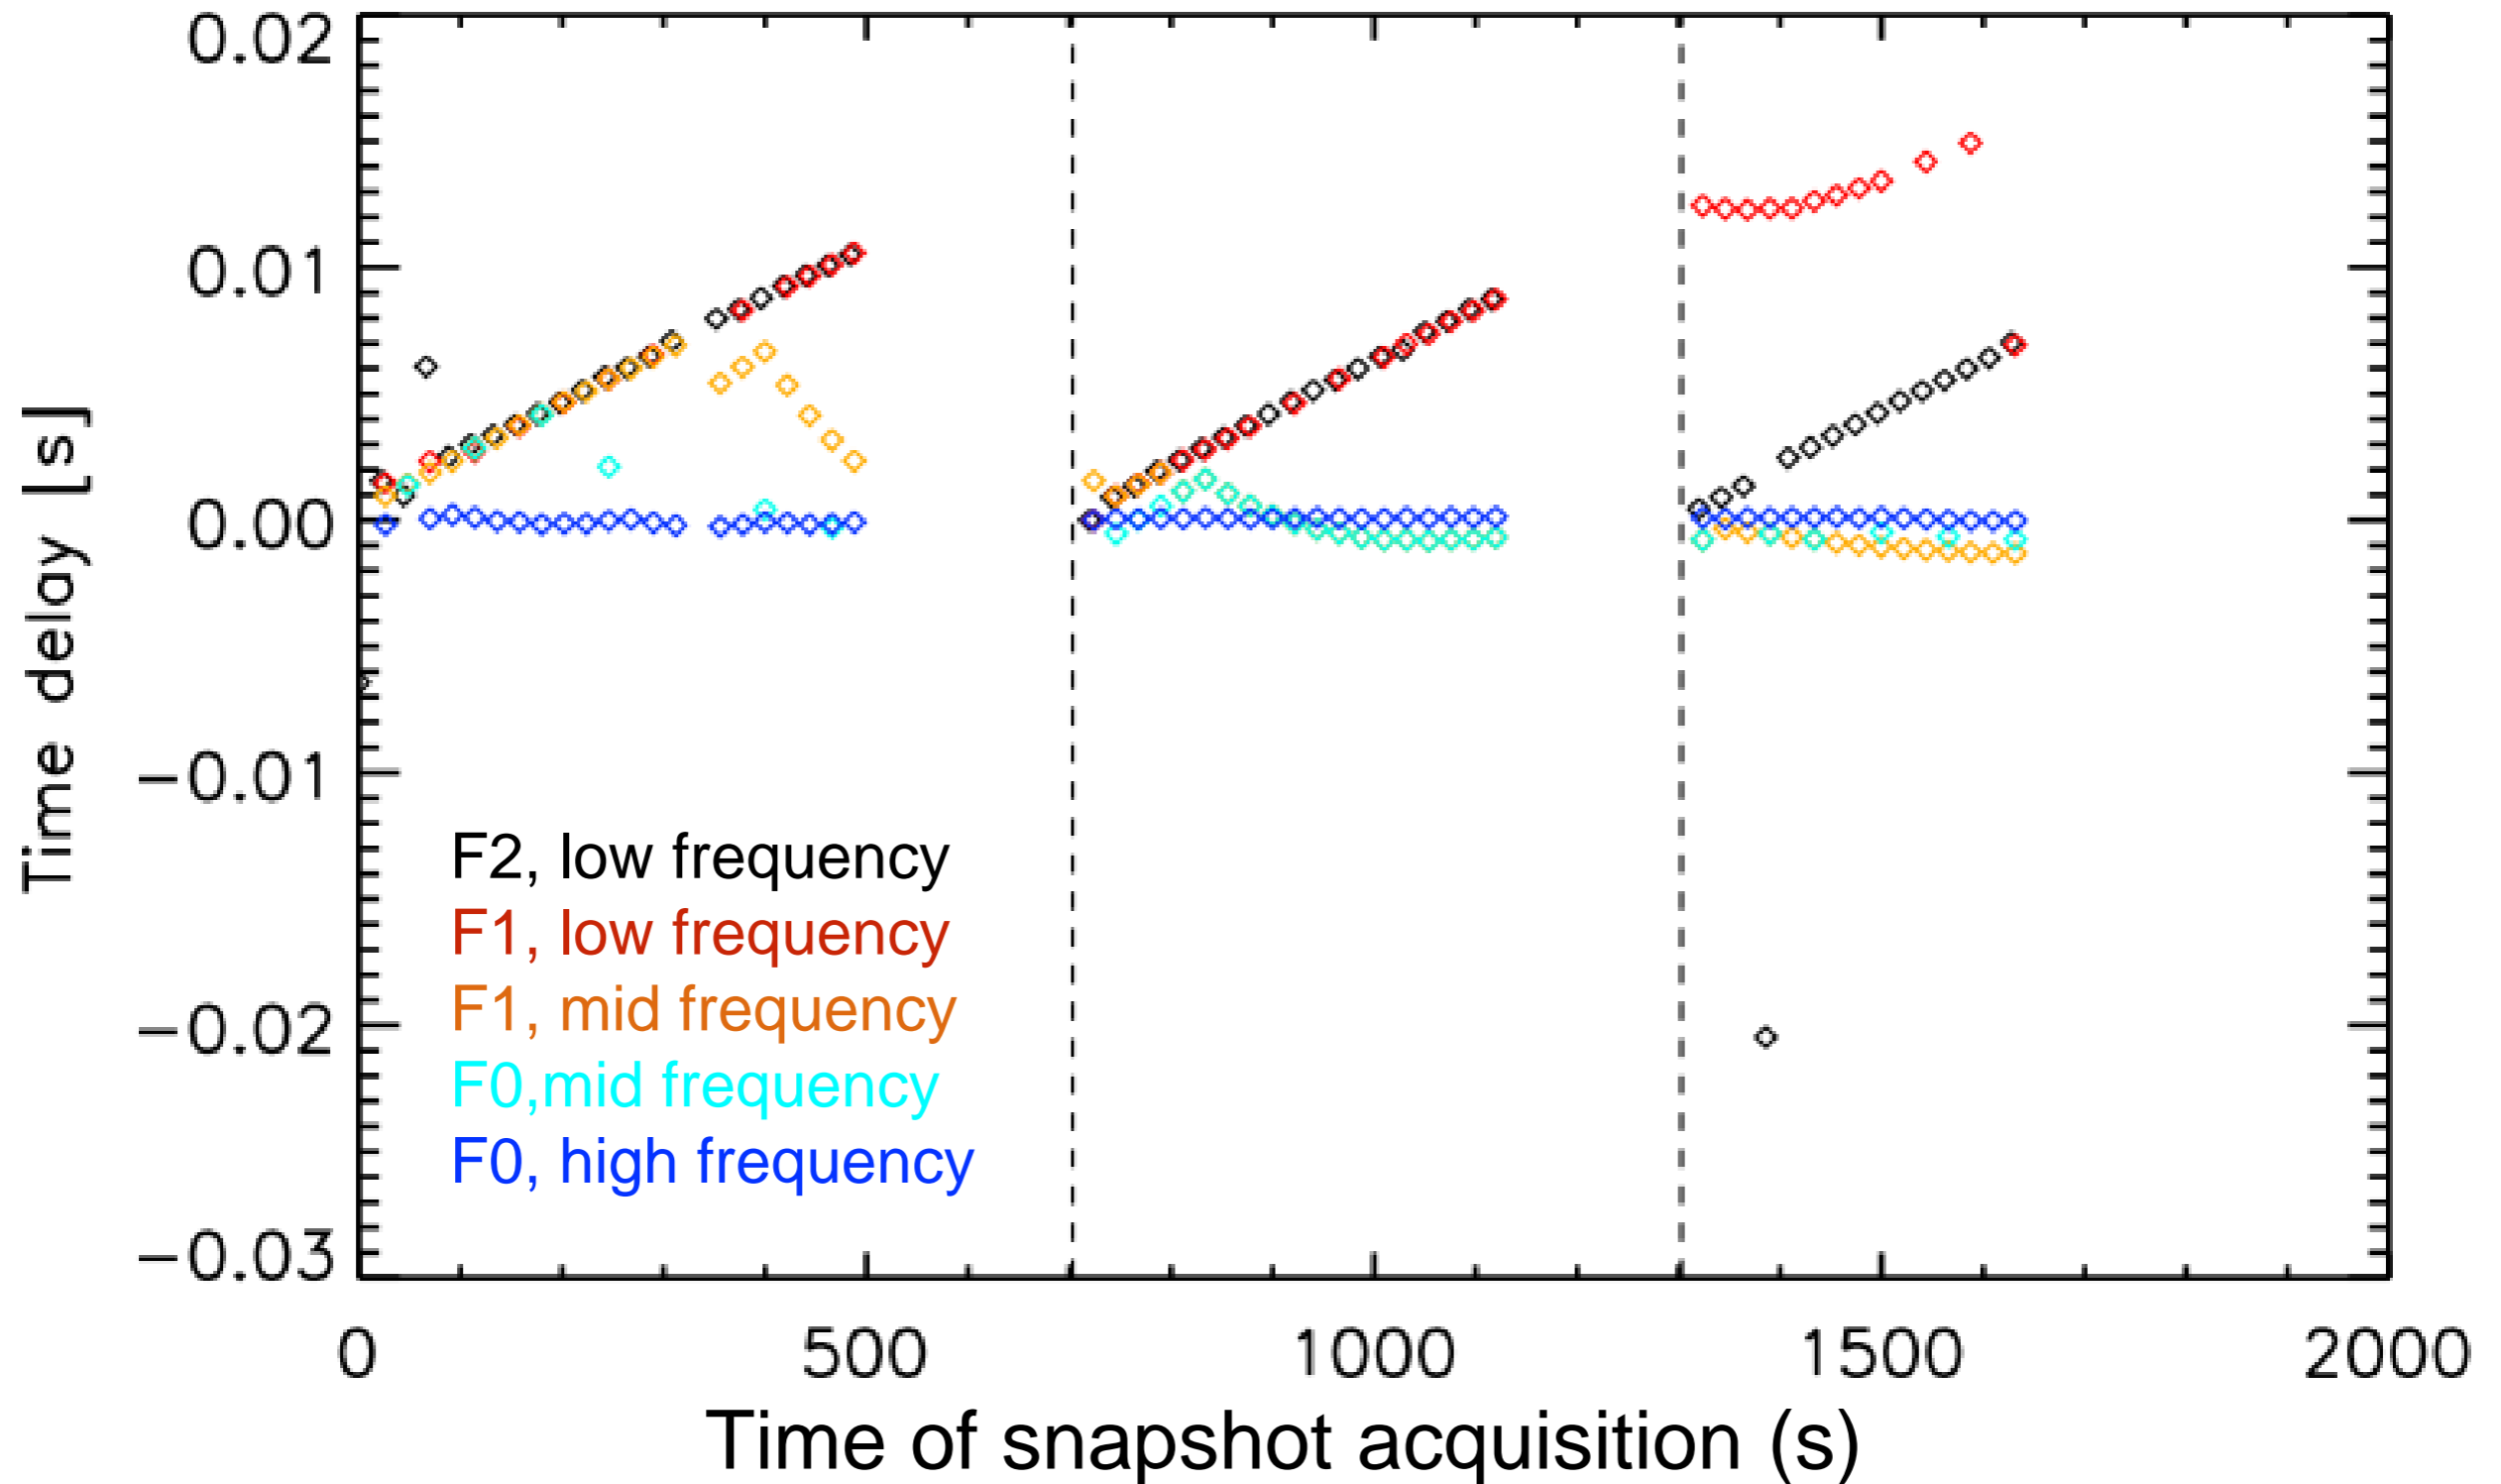 0.02
0.01
0.00
−0.01
−0.02
−0.03
Time delay [s]
F2, low frequency
F1, low frequency
F1, mid frequency
F0,mid frequency
F0, high frequency
0 500 1000 1500 2000
Time of snapshot acquisition (s)